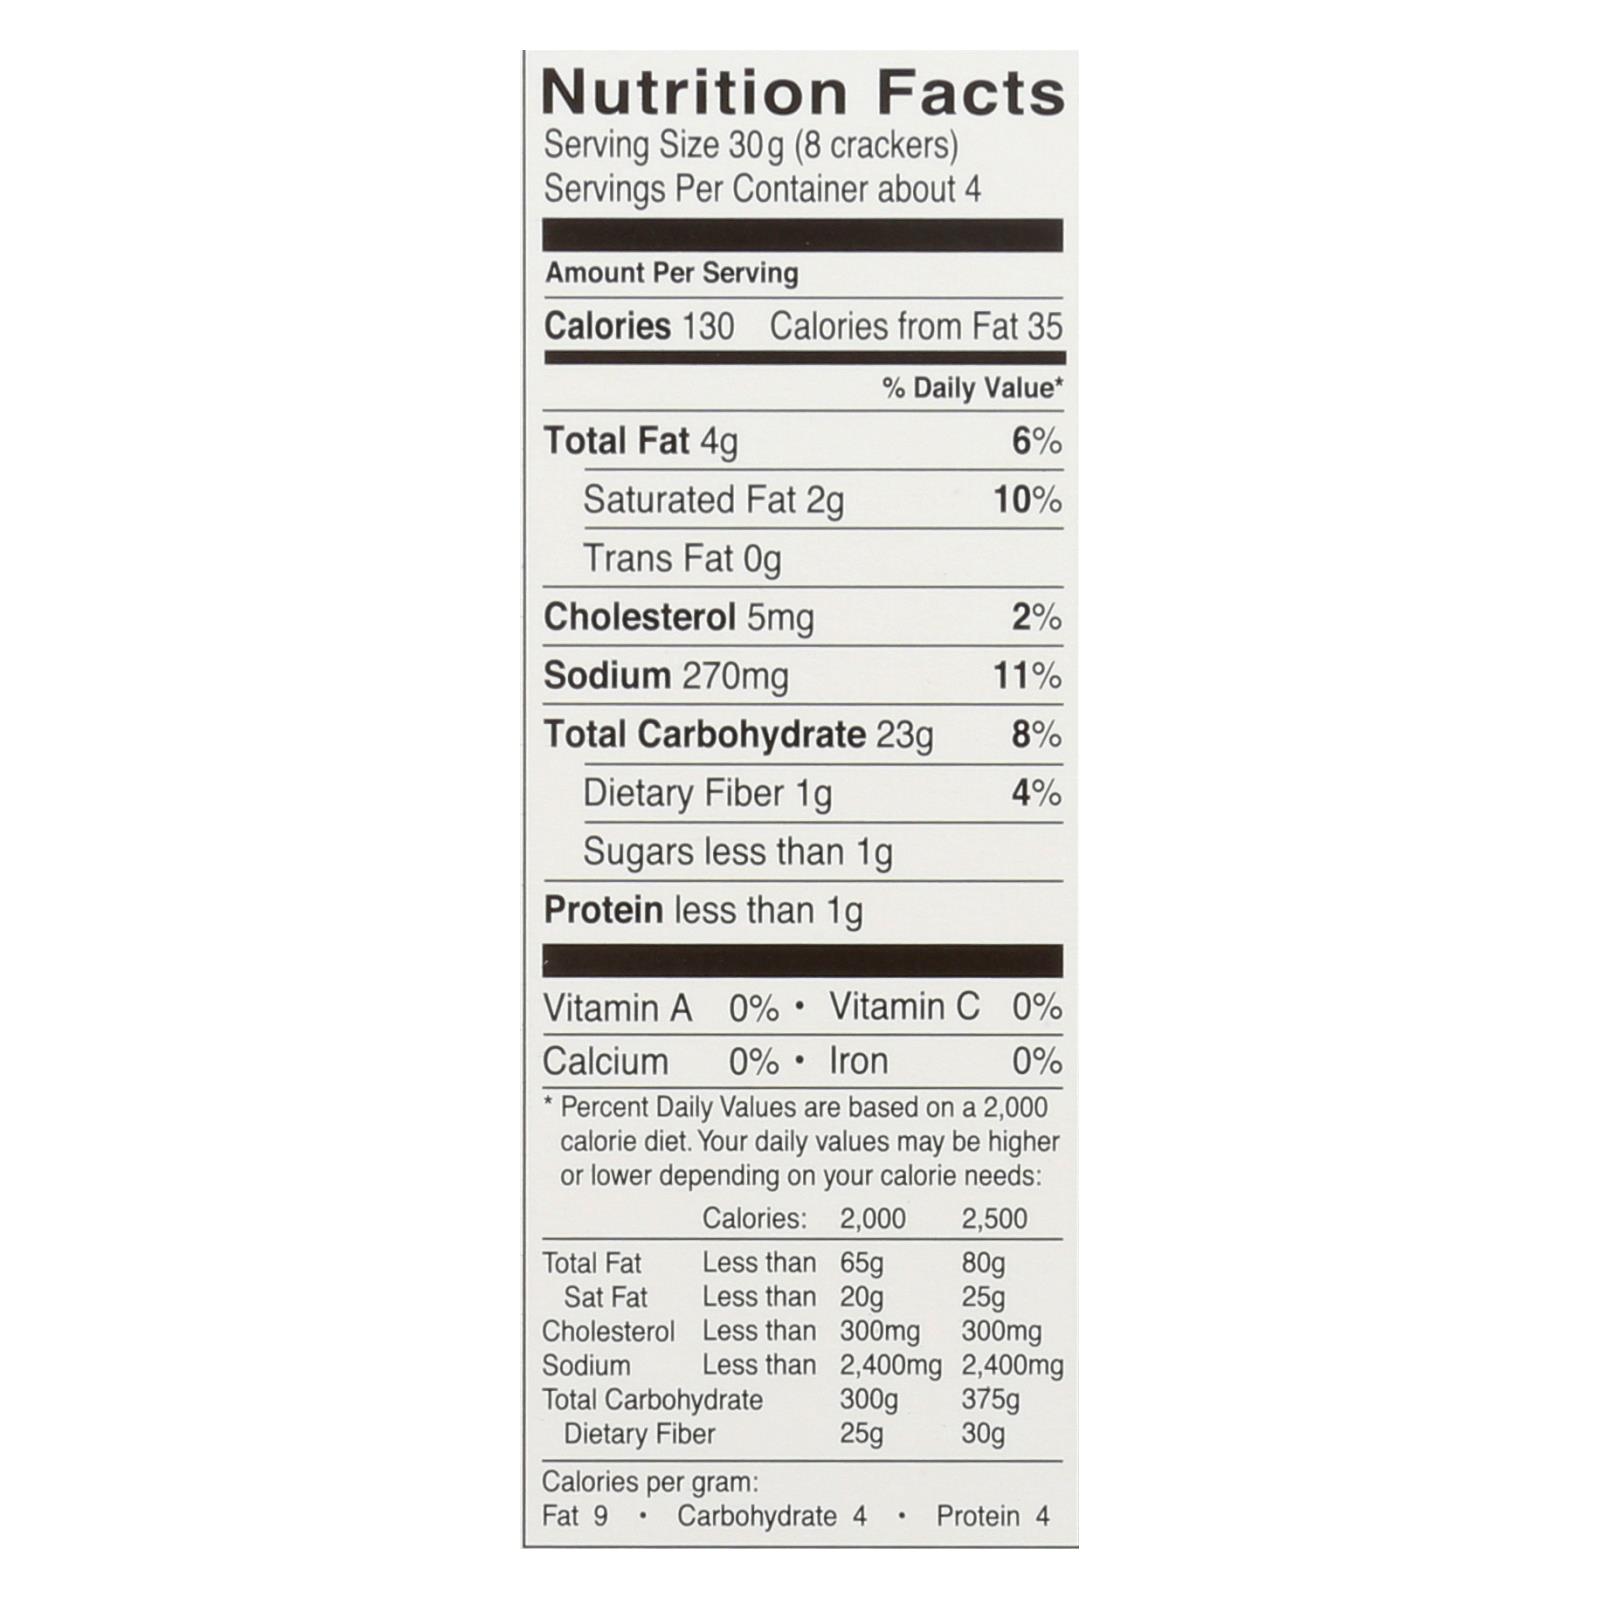 Nutrition Facts
Serving Size 30g (8 crackers)
Servings Per Container about 4
Amount Per Serving
Calories 130 Calories from Fat 35
% Daily Value*
Total Fat 4g 6%
Saturated Fat 2g 10%
Trans Fat 0g
Cholesterol 5mg 2%
Sodium 270mg 11%
Total Carbohydrate 23g 8%
Dietary Fiber 1g 4%
Sugars less than 1g
Protein less than 1g
Vitamin A 0% • Vitamin C 0%
Calcium 0% • Iron 0%
* Percent Daily Values are based on a 2,000
calorie diet. Your daily values may be higher
or lower depending on your calorie needs:
Calories: 2,000 2,500
Total Fat Less than 65g 80g
Sat Fat Less than 20g 25g
Cholesterol Less than 300mg 300mg
Sodium Less than 2,400mg 2,400mg
Total Carbohydrate 300g 375g
Dietary Fiber 25g 30g
Calories per gram:
Fat 9 • Carbohydrate 4 • Protein 4